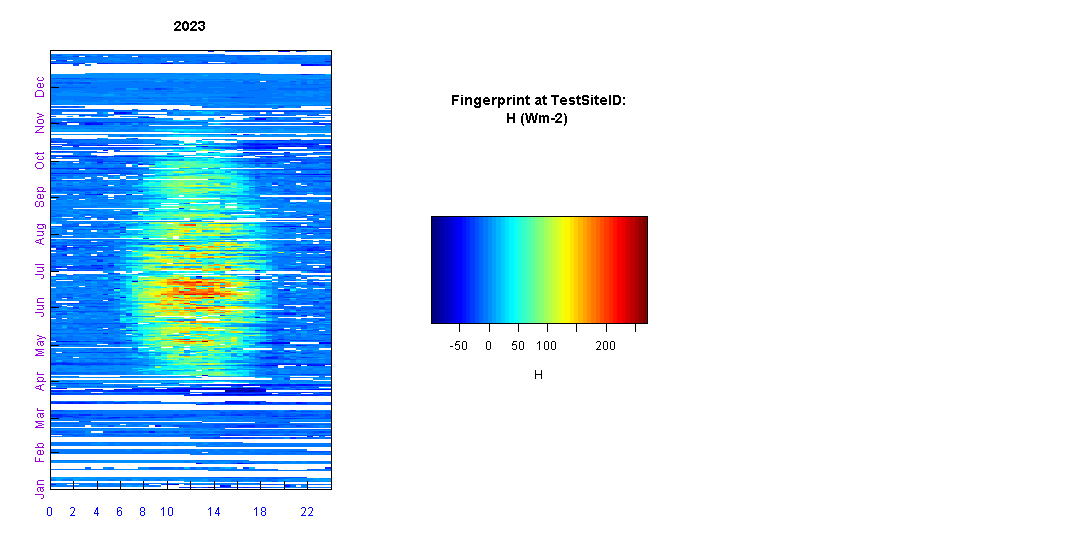 2023
Fingerprint at TestSiteID:
H (Wm-2)
Dec
Nov
Oct
Sep
Aug
Jul
Jun
May
Apr
Mar
Feb
Jan
0 2 4 6 8 10 14 18 22
-50 0 50 100 200
H